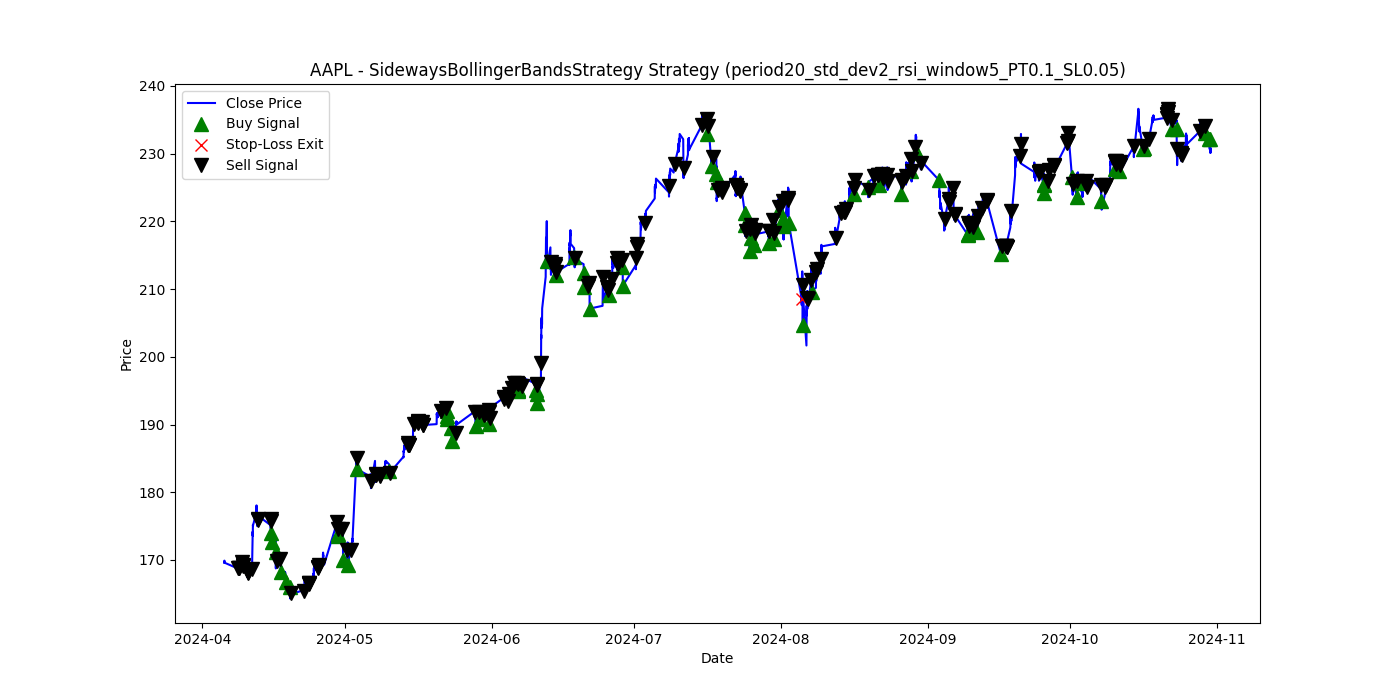 AAPL - SidewaysBollingerBandsStrategy Strategy (period20_std_dev2_rsi_window5_PT0.1_SL0.05)
Close Price
Buy Signal
Stop-Loss Exit
Sell Signal
240
230
220
210
200
190
180
170
Price
2024-04 2024-05 2024-06 2024-07 2024-08 2024-09 2024-10 2024-11
Date